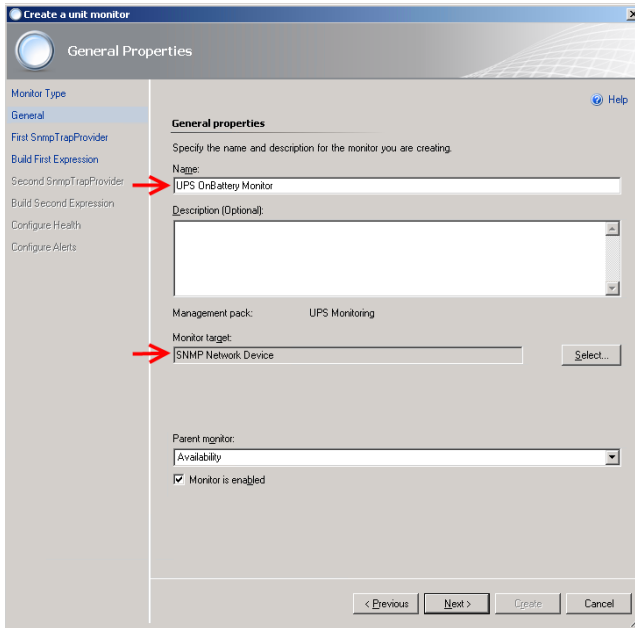 Create a unit monitor
General Properties
Monitor Type
General
First SnmpTrapProvider
Build First Expression
Second SnmpTrapProvider
Build Second Expression
Configure Health
Configure Alerts
Help
General properties
Specify the name and description for the monitor you are creating.
Name:
UPS OnBattery Monitor
Description (Optional):
Management pack: UPS Monitoring
Monitor target:
SNMP Network Device
Select...
Parent monitor:
Availability
Monitor is enabled
< Previous Next > Create Cancel